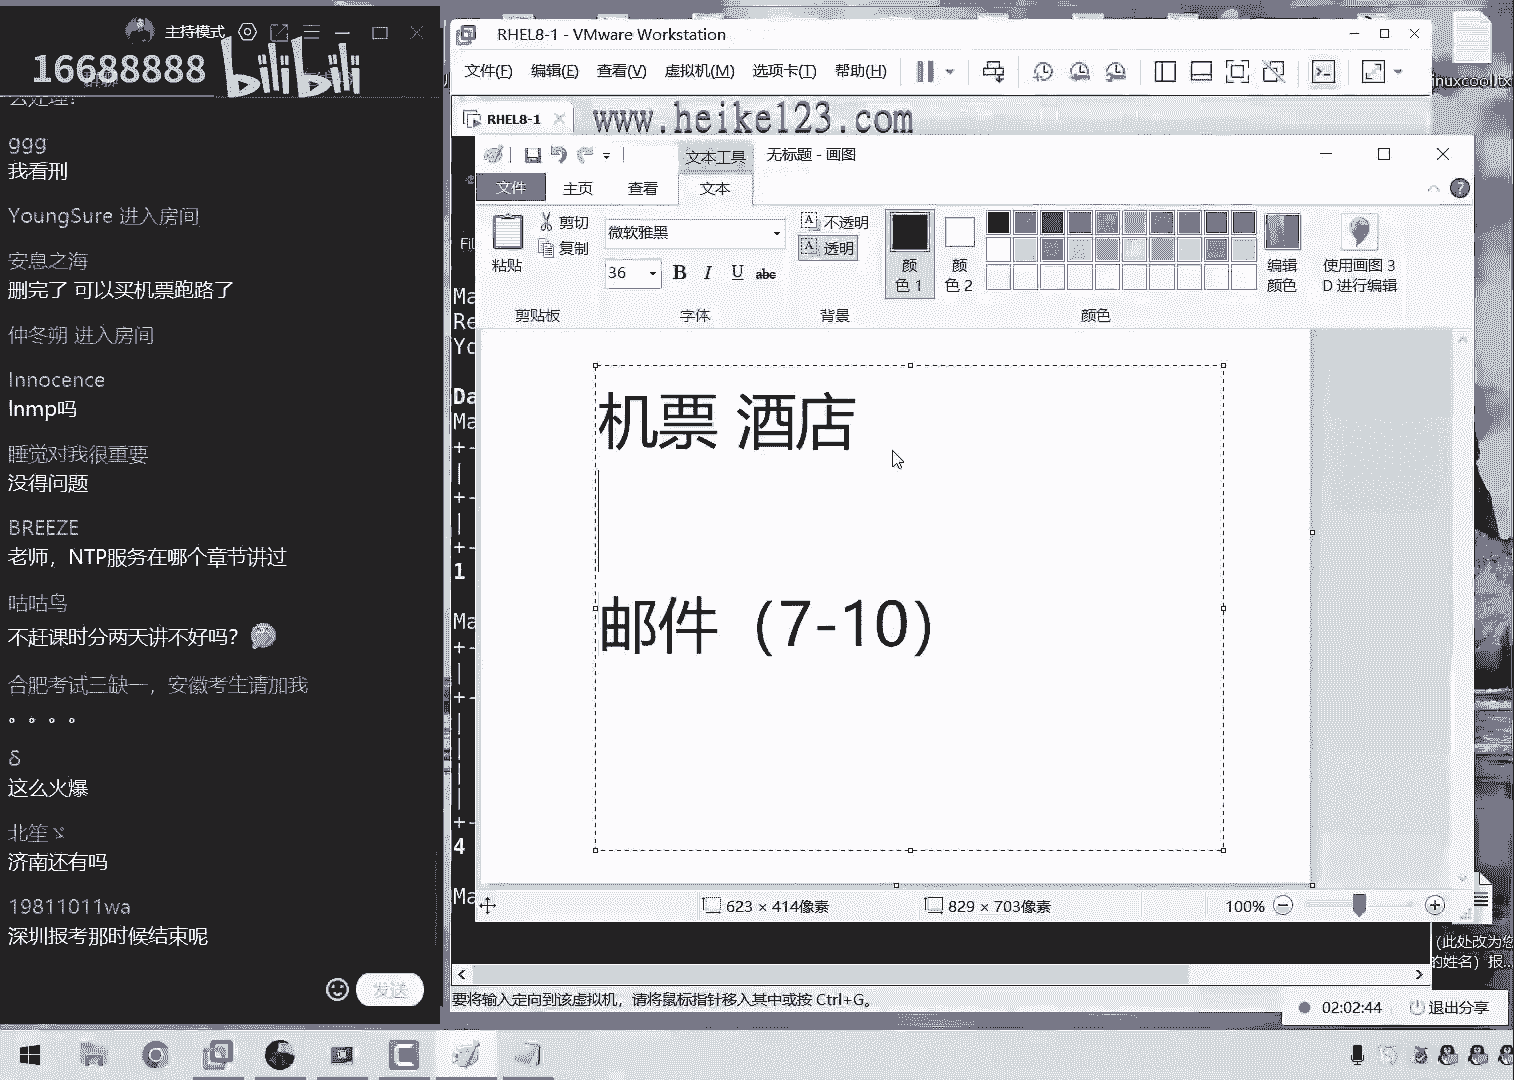 主持模式
16688888
bilibili
ggg
我看刑
YoungSure 进入房间
安息之海
删完了 可以买机票跑路了
仲冬朔 进入房间
Innocence
lnmp吗
睡觉对我很重要
没得问题
BREEZE
老师，NTP服务在哪个章节讲过
咕咕鸟
不赶课时分两天讲不好吗？
合肥考试三缺一，安徽考生请加我
。。。。
δ
这么火爆
北笙ゞ
济南还有吗
19811011wa
深圳报考那时候结束呢
发送
RHEL8-1 - VMware Workstation
文件(F) 编辑(E) 查看(V) 虚拟机(M) 选项卡(T) 帮助(H)
RHEL8-1
www.heike123.com
文本工具 无标题 - 画图
文件 主页 查看 文本
粘贴 剪切 复制
剪贴板
微软雅黑
36 B I U abc
字体
不透明
透明
背景
颜色 1
颜色 2
编辑颜色
使用画图 3D 进行编辑
颜色
机票 酒店
邮件（7-10）
623 × 414像素 829 × 703像素 100%
Fil
Ma
Re
Yo
Da
Ma
1
Ma
4
Ma
要将输入定向到该虚拟机，请将鼠标指针移入其中或按 Ctrl+G。
02:02:44 退出分享
(此处改为您
的姓名）报...